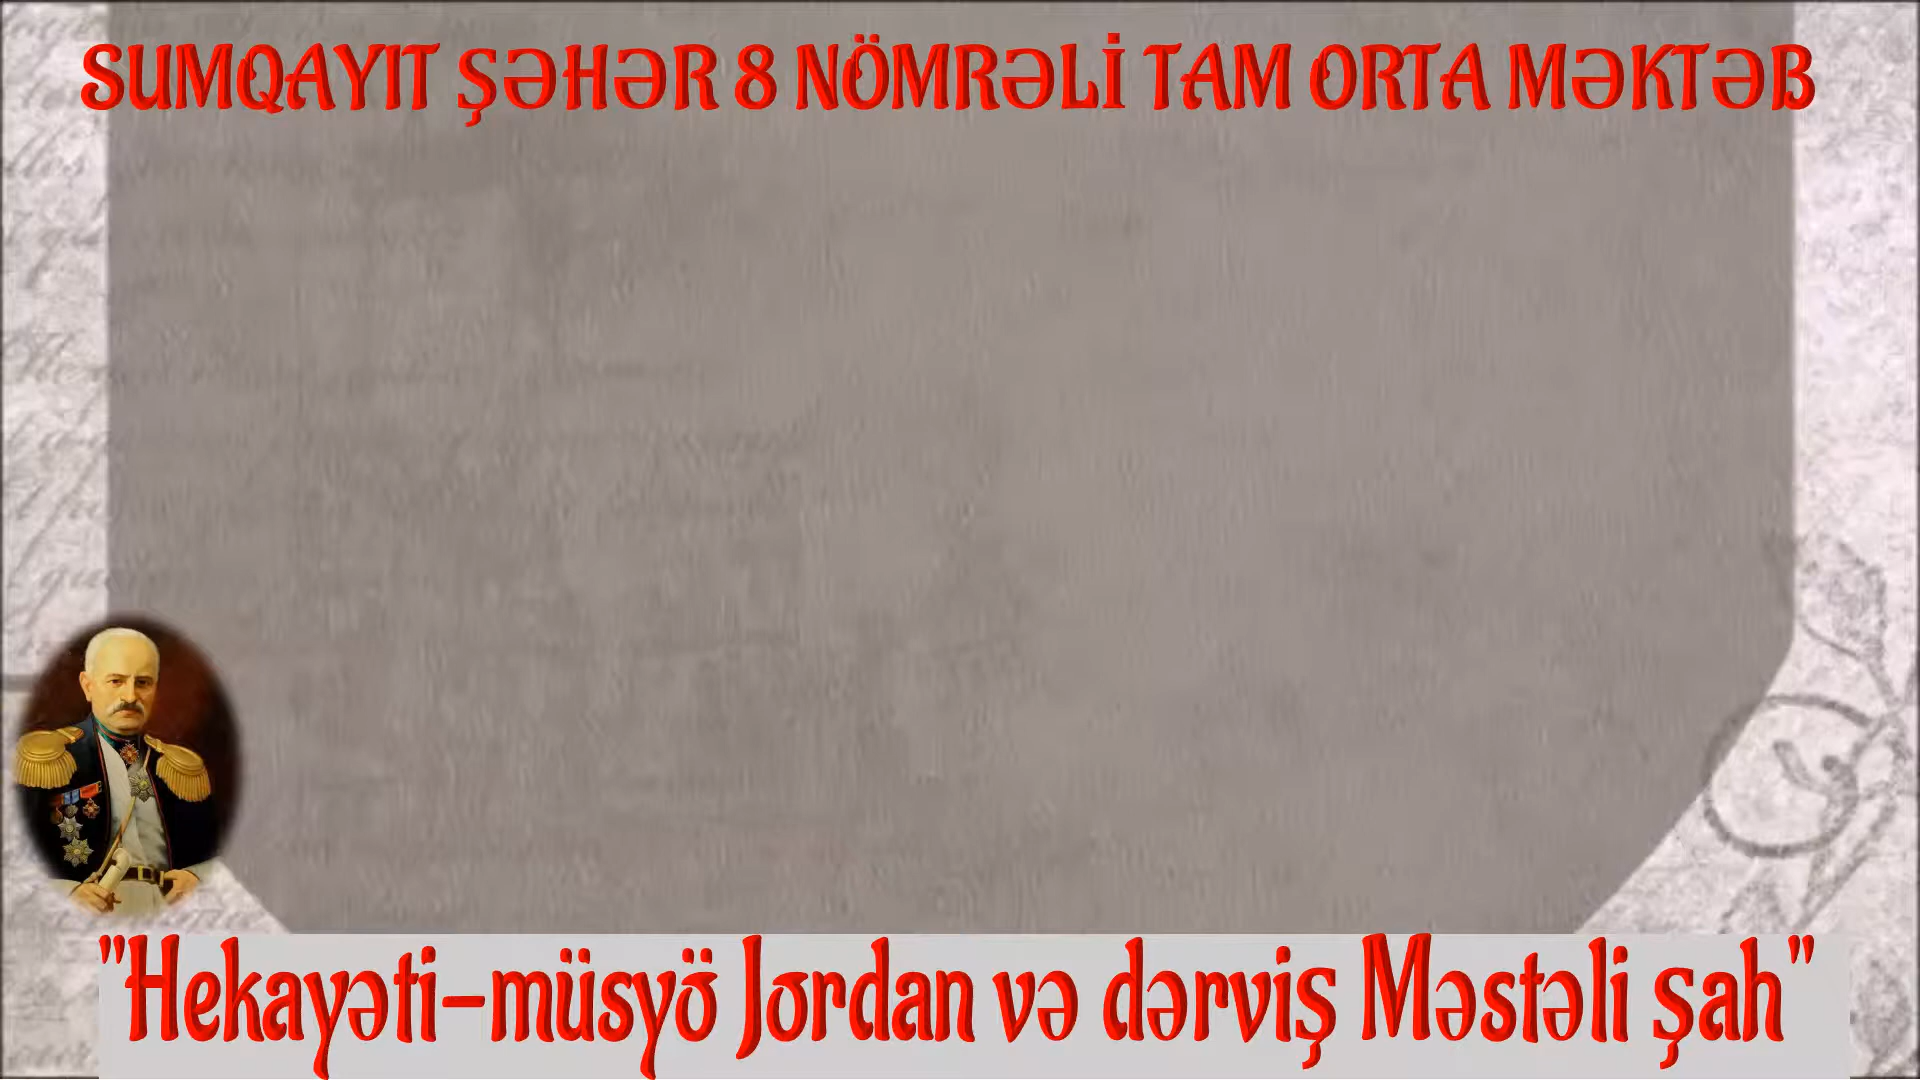 SUMQAYIT ŞƏHƏR 8 NÖMRƏLİ TAM ORTA MƏKTƏB
"Hekayəti-müsyö Jordan və dərviş Məstəli şah"